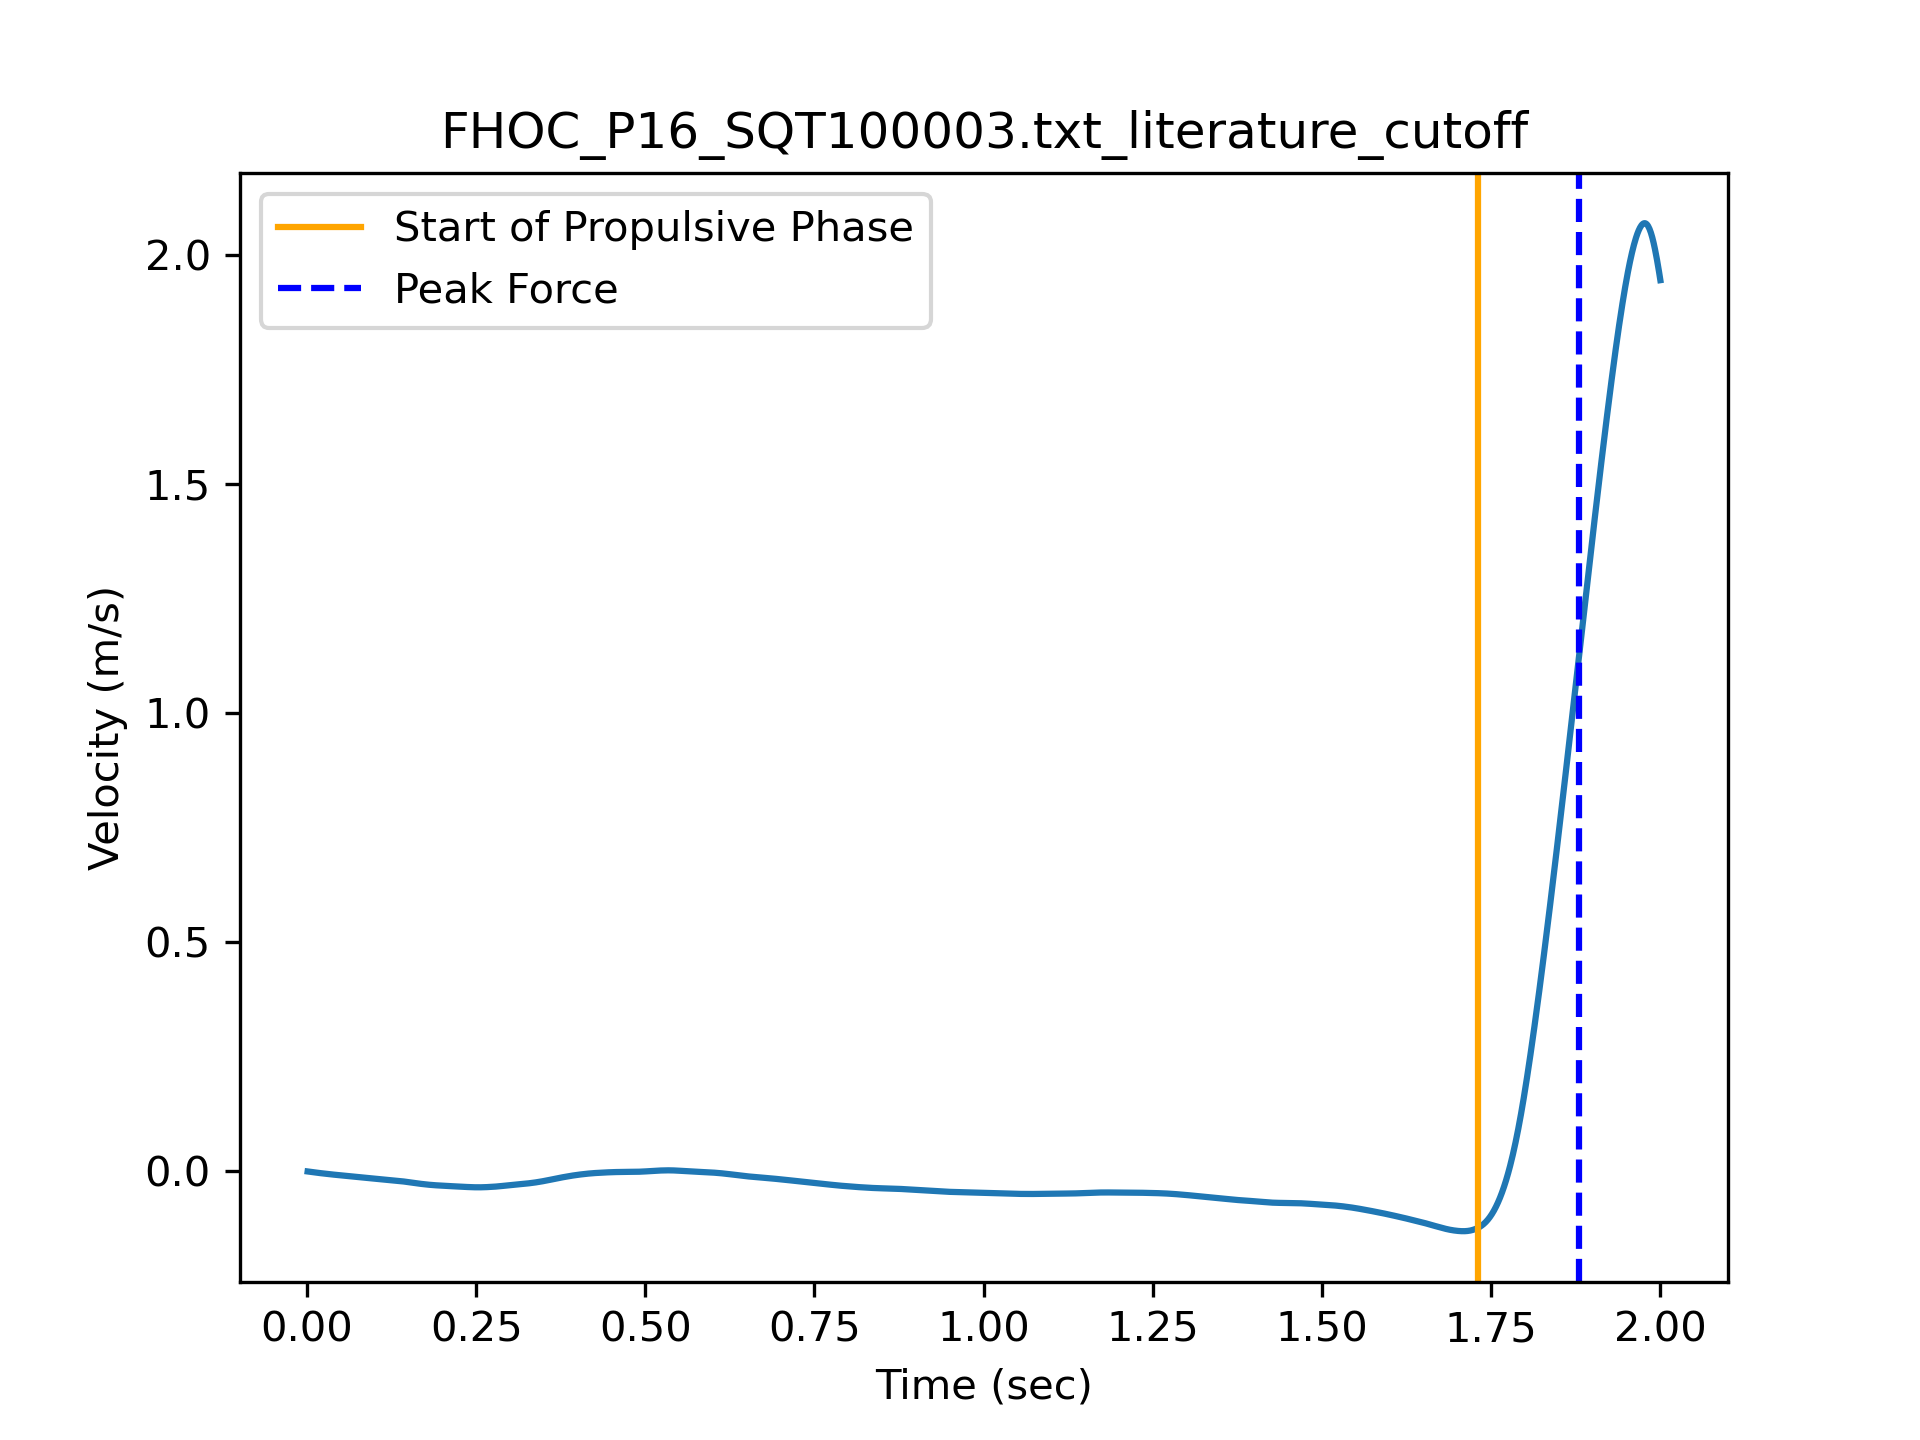 FHOC_P16_SQT100003.txt_literature_cutoff
Start of Propulsive Phase
Peak Force
2.0
1.5
1.0
0.5
0.0
Velocity (m/s)
0.00 0.25 0.50 0.75 1.00 1.25 1.50 1.75 2.00
Time (sec)